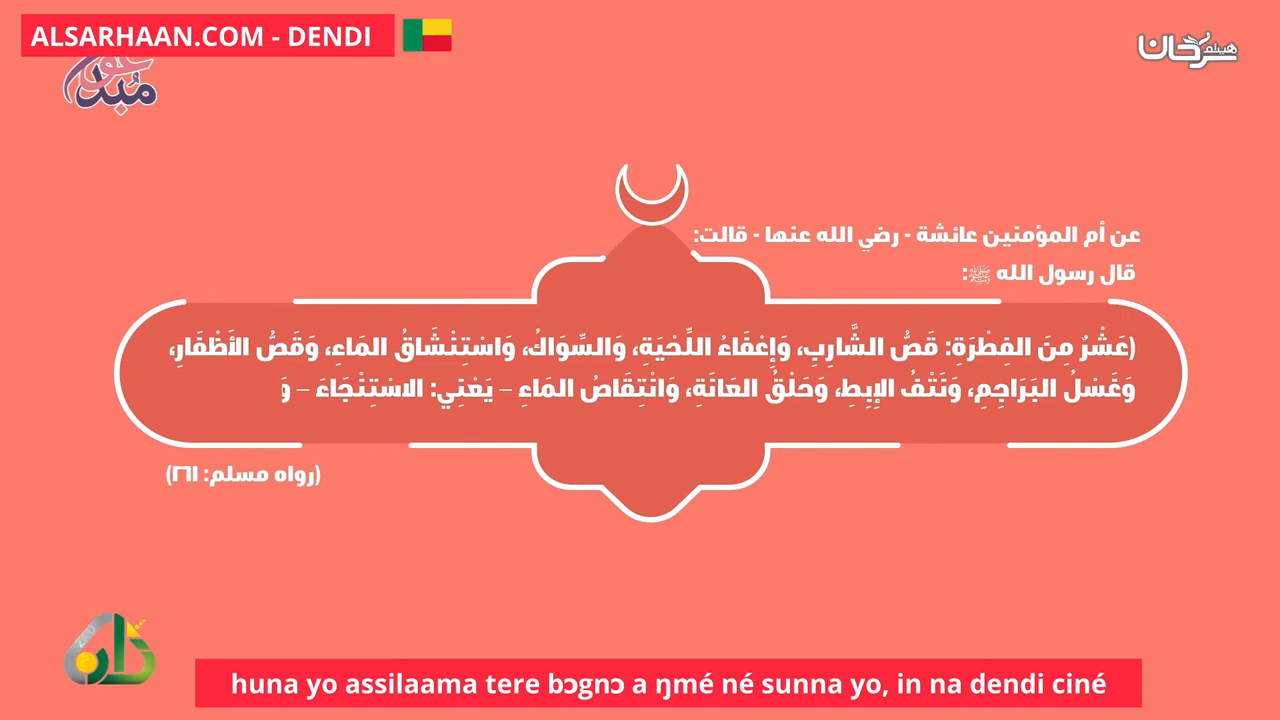 ALSARHAAN.COM - DENDI
هيثم سرحان
عن أم المؤمنين عائشة - رضي الله عنها - قالت:
قال رسول الله ﷺ:
(عَشْرٌ مِنَ الفِطْرَةِ: قَصُّ الشَّارِبِ، وَإِعْفَاءُ اللِّحْيَةِ، وَالسِّوَاكُ، وَاسْتِنْشَاقُ المَاءِ، وَقَصُّ الأَظْفَارِ،
وَغَسْلُ البَرَاجِمِ، وَنَتْفُ الإِبِطِ، وَحَلْقُ العَانَةِ، وَانْتِقَاصُ المَاءِ – يَعْنِي: الاسْتِنْجَاءَ – وَ
(رواه مسلم: ٢٦١)
huna yo assilaama tere bɔgnɔ a ŋmé né sunna yo, in na dendi ciné